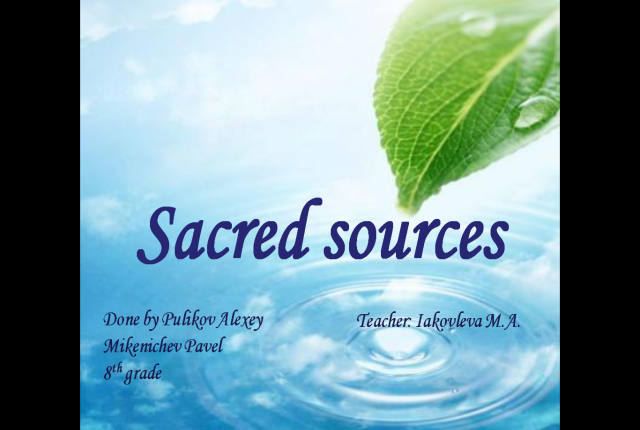 Sacred sources
Done by Pulikov Alexey
Mikenichev Pavel
8th grade
Teacher: Iakovleva M.A.